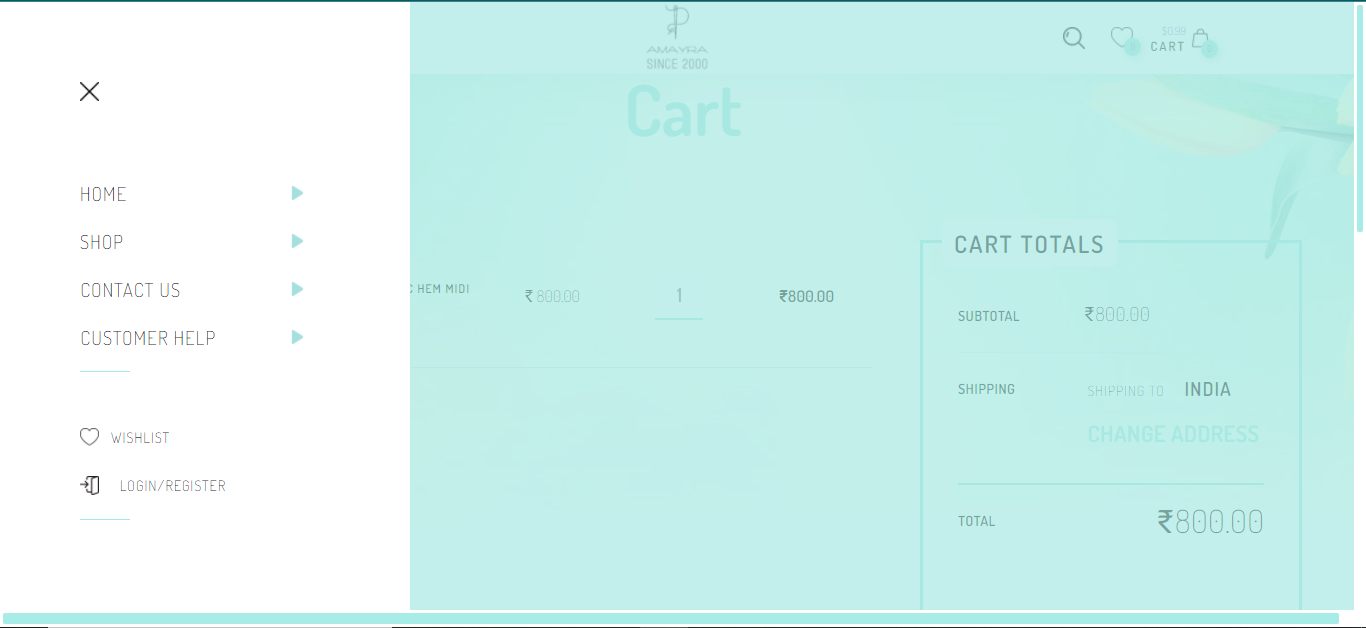 AMAYRA
SINCE 2000
$0.99
CART
Cart
HOME
SHOP
CONTACT US
CUSTOMER HELP
WISHLIST
LOGIN/REGISTER
HEM MIDI
₹ 800.00
1
₹800.00
CART TOTALS
SUBTOTAL
₹800.00
SHIPPING
SHIPPING TO INDIA
CHANGE ADDRESS
TOTAL
₹800.00